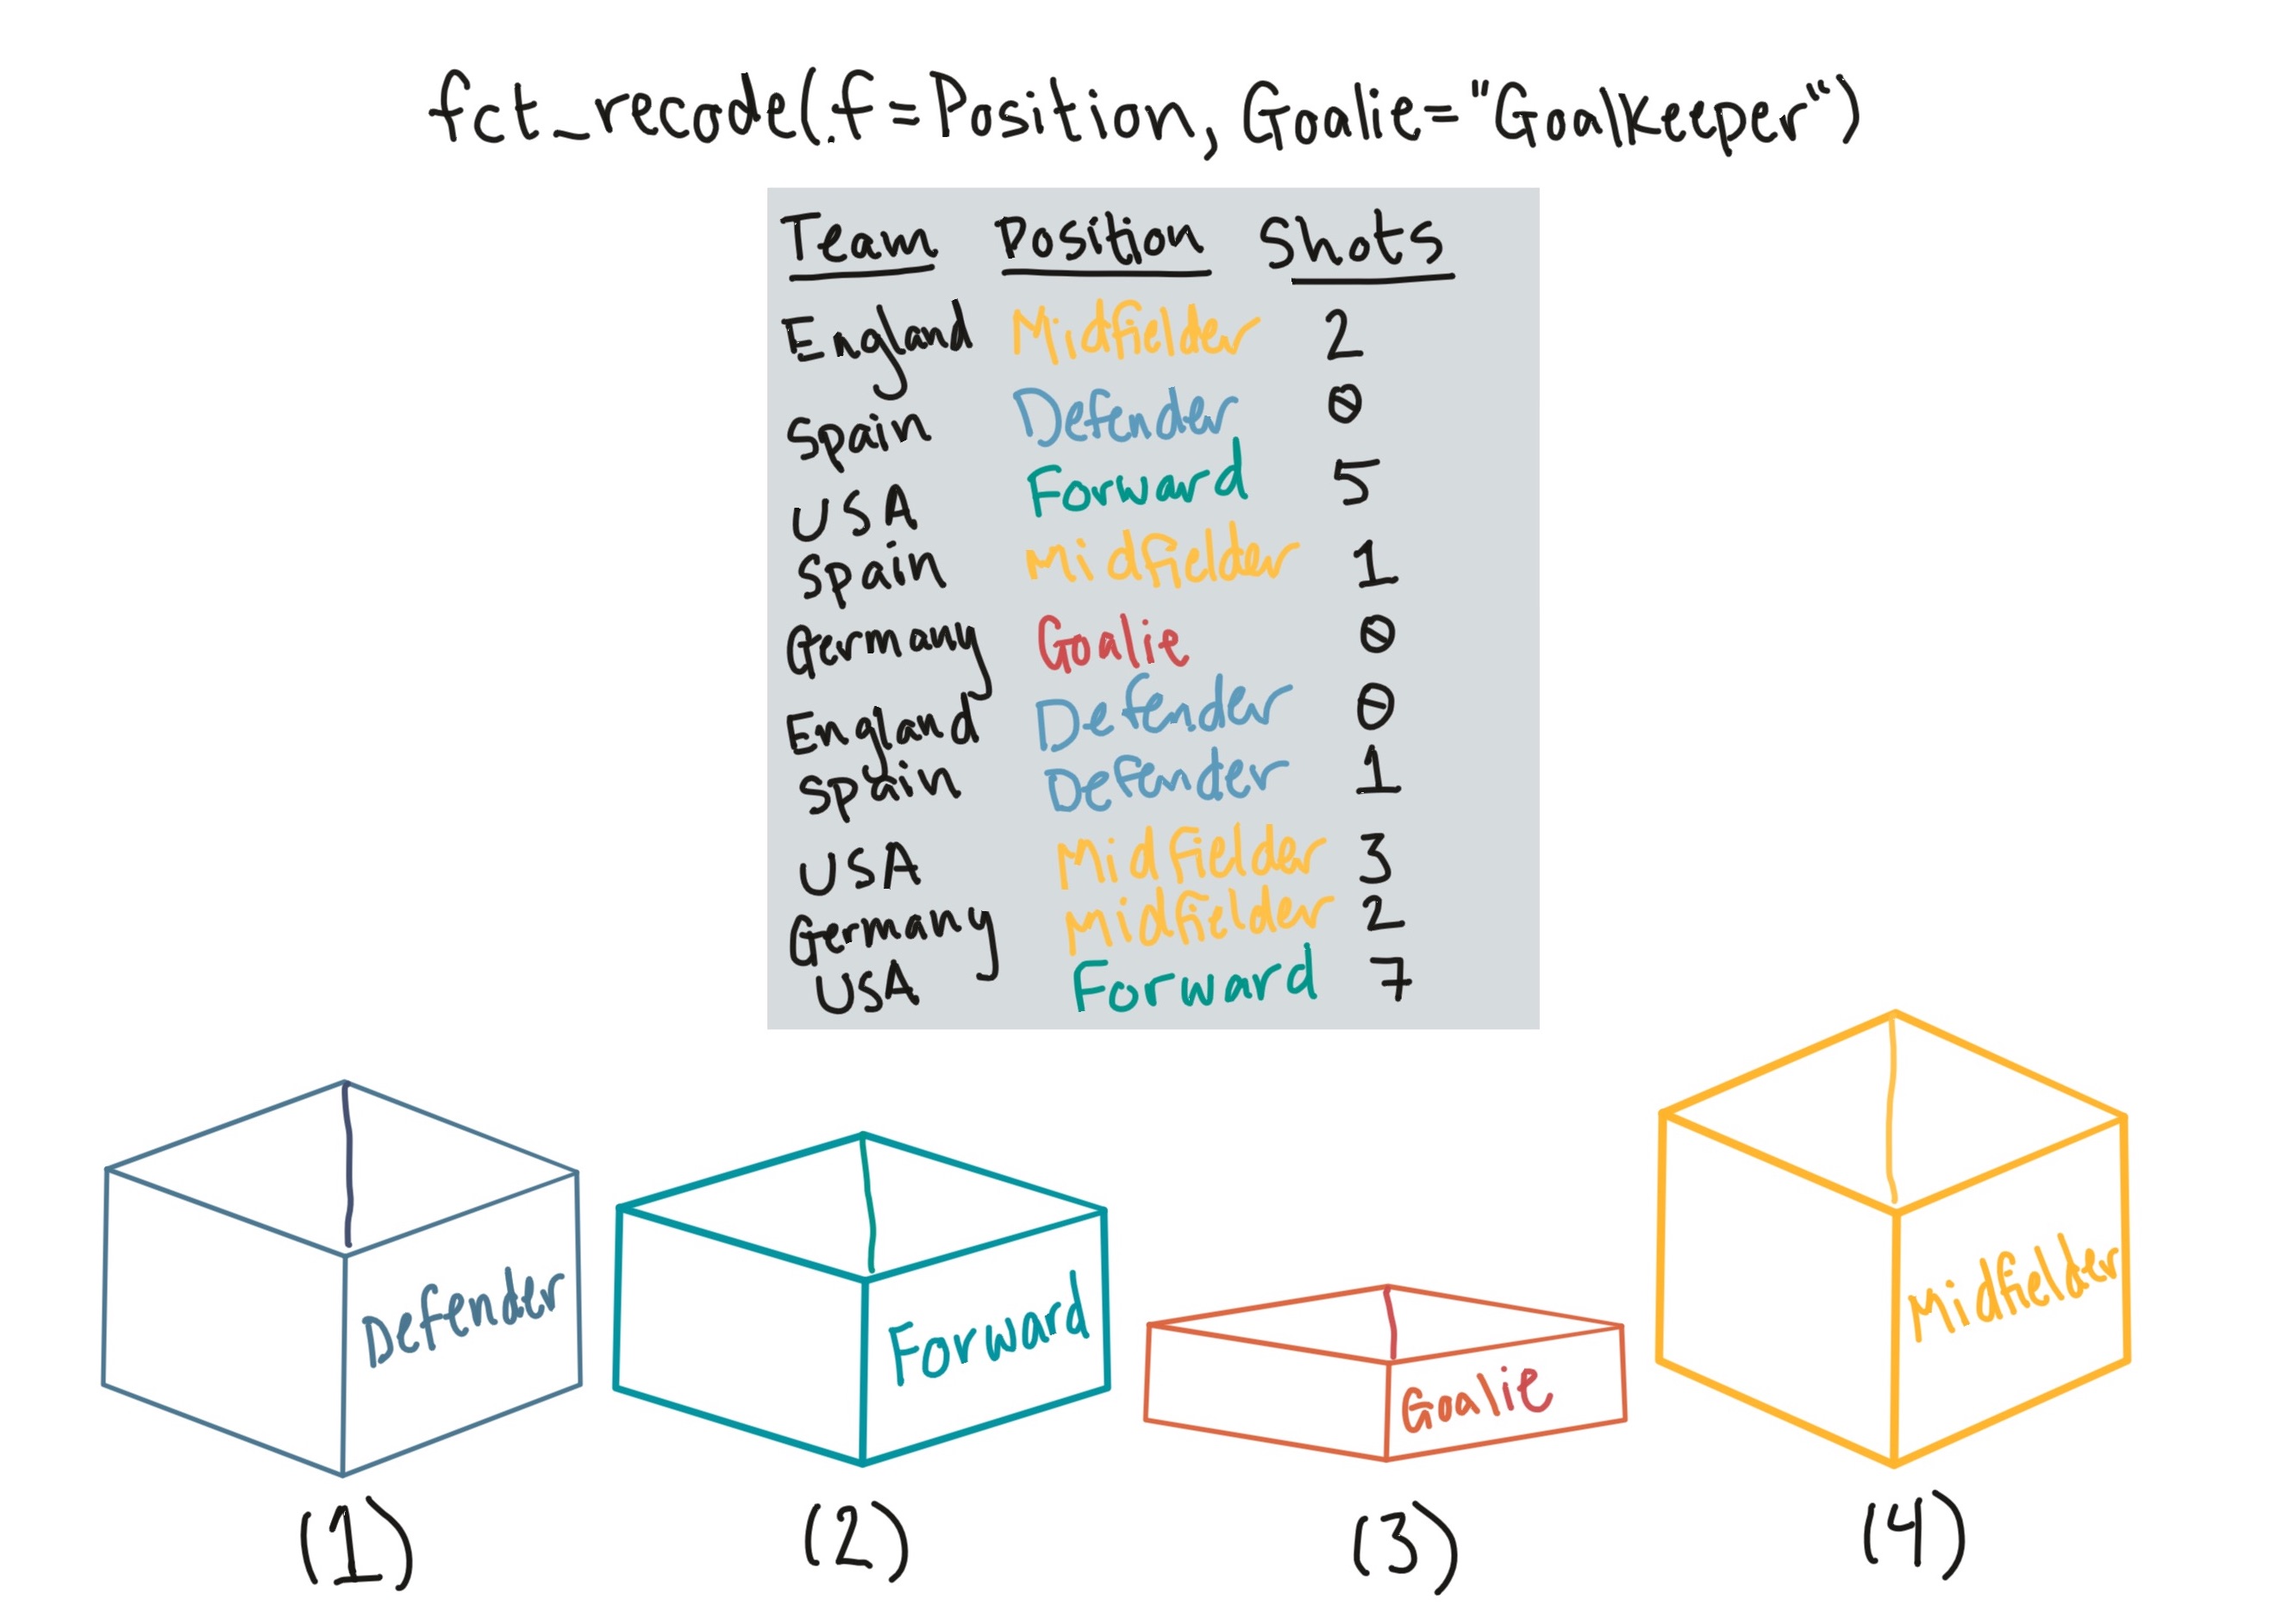 fct_recode(.f=Position, Goalie="Goalkeeper")
Team Position Shots
England Midfielder 2
Spain Defender 0
USA Forward 5
Spain Midfielder 1
Germany Goalie 0
England Defender 0
Spain Defender 1
USA Midfielder 3
Germany Midfielder 2
USA Forward 7
Defender Forward Goalie Midfielder
(1) (2) (3) (4)